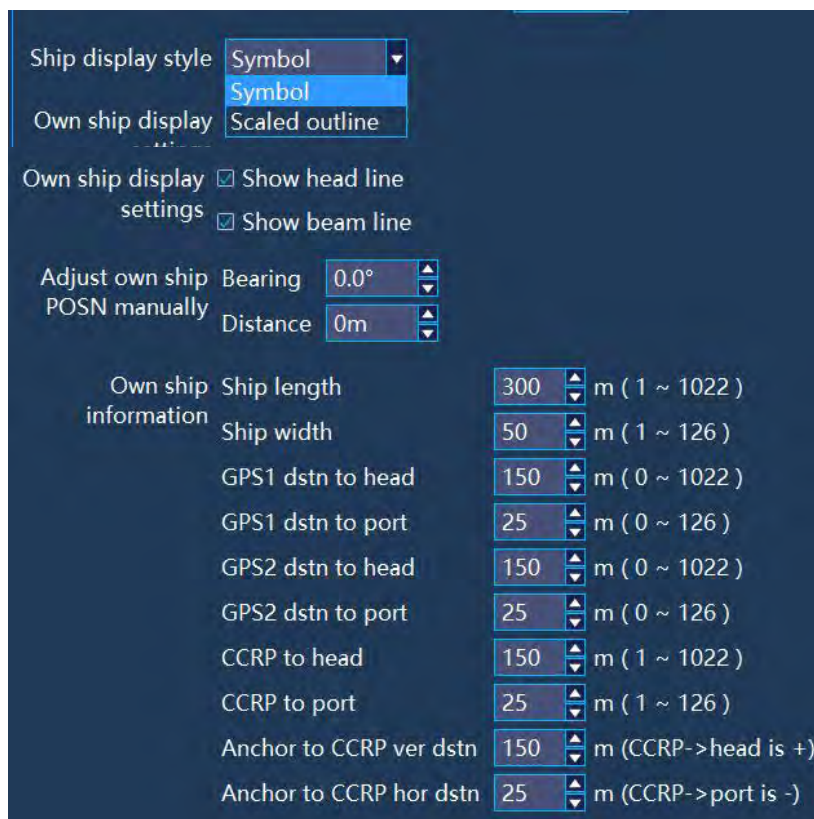 Ship display style Symbol
Symbol
Own ship display Scaled outline
Own ship display Show head line
settings Show beam line
Adjust own ship Bearing 0.0°
POSN manually Distance 0m
Own ship Ship length 300 m ( 1 ~ 1022 )
information Ship width 50 m ( 1 ~ 126 )
GPS1 dstn to head 150 m ( 0 ~ 1022 )
GPS1 dstn to port 25 m ( 0 ~ 126 )
GPS2 dstn to head 150 m ( 0 ~ 1022 )
GPS2 dstn to port 25 m ( 0 ~ 126 )
CCRP to head 150 m ( 1 ~ 1022 )
CCRP to port 25 m ( 1 ~ 126 )
Anchor to CCRP ver dstn 150 m (CCRP->head is +)
Anchor to CCRP hor dstn 25 m (CCRP->port is -)